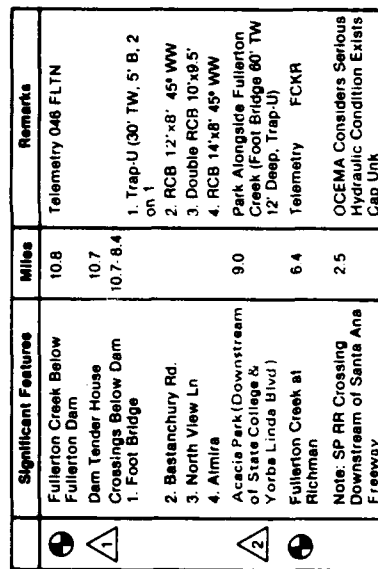 Significant Features Miles Remarks
Fullerton Creek Below 10.8 Telemetry 046 FLTN
Fullerton Dam
1 Dam Tender House 10.7
Crossings Below Dam 10.7-8.4
1. Foot Bridge 1. Trap-U (30' TW, 5' B, 2
on 1
2. Bastanchury Rd. 2. RCB 12'x8' 45° WW
3. North View Ln 3. Double RCB 10'x9.5'
4. Almira 4. RCB 14'x8' 45° WW
2 Acacia Park (Downstream 9.0 Park Alongside Fullerton
of State College & Creek (Foot Bridge 60' TW
Yorba Linda Blvd) 12' Deep, Trap-U)
Fullerton Creek at 6.4 Telemetry FCKR
Richman
Note: SP RR Crossing 2.5 OCEMA Considers Serious
Downstream of Santa Ana Hydraulic Condition Exists
Freeway Cap Unk